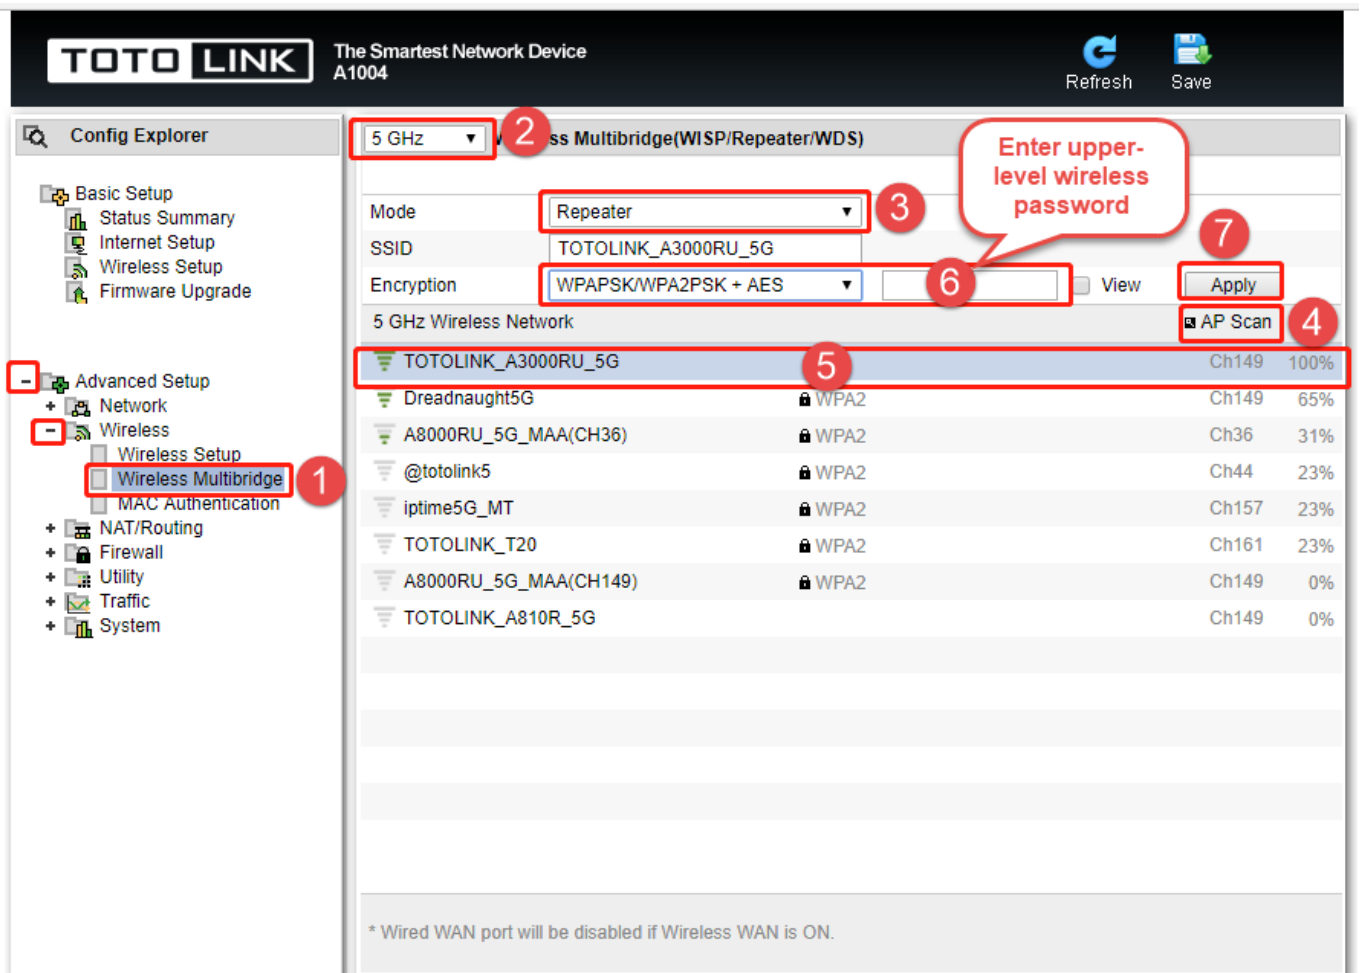 TOTO LINK
The Smartest Network Device
A1004
Refresh
Save
Config Explorer
Basic Setup
Status Summary
Internet Setup
Wireless Setup
Firmware Upgrade
- Advanced Setup
+ Network
- Wireless
Wireless Setup
Wireless Multibridge
1
MAC Authentication
+ NAT/Routing
+ Firewall
+ Utility
+ Traffic
+ System
5 GHz
2
ss Multibridge(WISP/Repeater/WDS)
Enter upper-
level wireless
password
Mode Repeater 3
SSID TOTOLINK_A3000RU_5G
7
Encryption WPAPSK/WPA2PSK + AES 6 View Apply
5 GHz Wireless Network AP Scan 4
TOTOLINK_A3000RU_5G 5 Ch149 100%
Dreadnaught5G WPA2 Ch149 65%
A8000RU_5G_MAA(CH36) WPA2 Ch36 31%
@totolink5 WPA2 Ch44 23%
iptime5G_MT WPA2 Ch157 23%
TOTOLINK_T20 WPA2 Ch161 23%
A8000RU_5G_MAA(CH149) WPA2 Ch149 0%
TOTOLINK_A810R_5G Ch149 0%
* Wired WAN port will be disabled if Wireless WAN is ON.